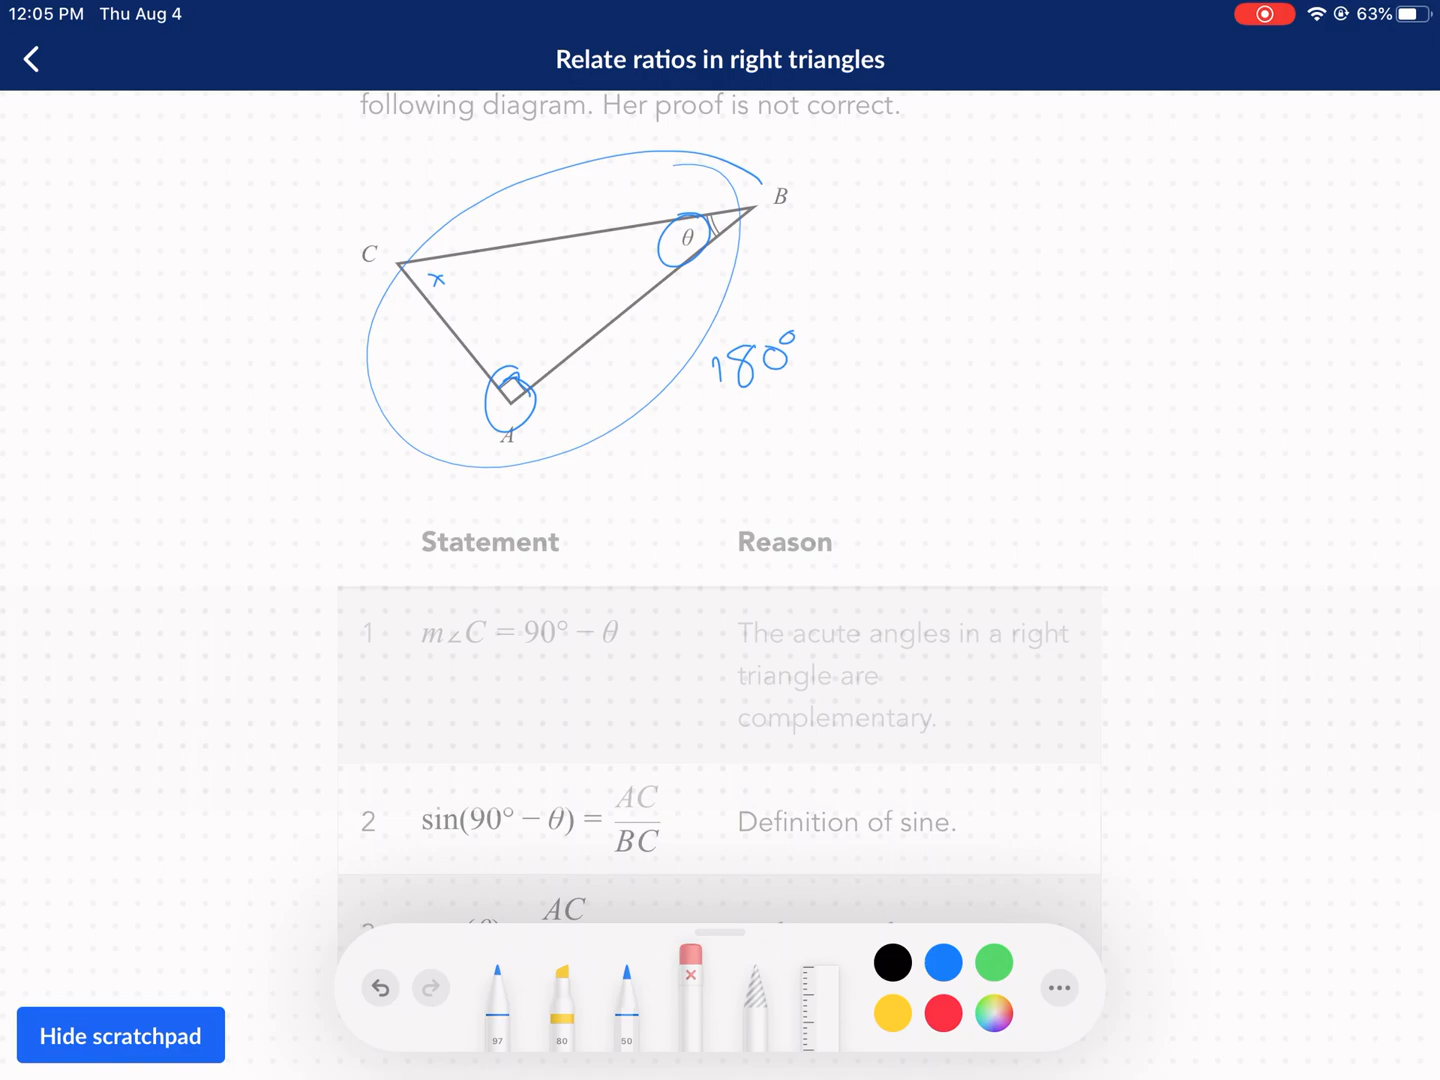 12:05 PM Thu Aug 4
63%
Relate ratios in right triangles
following diagram. Her proof is not correct.
B
C
θ
x
180°
A
Statement Reason
1 m∠C = 90° − θ The acute angles in a right
triangle are
complementary.
2 sin(90° − θ) = AC/BC Definition of sine.
AC
97 80 50
Hide scratchpad